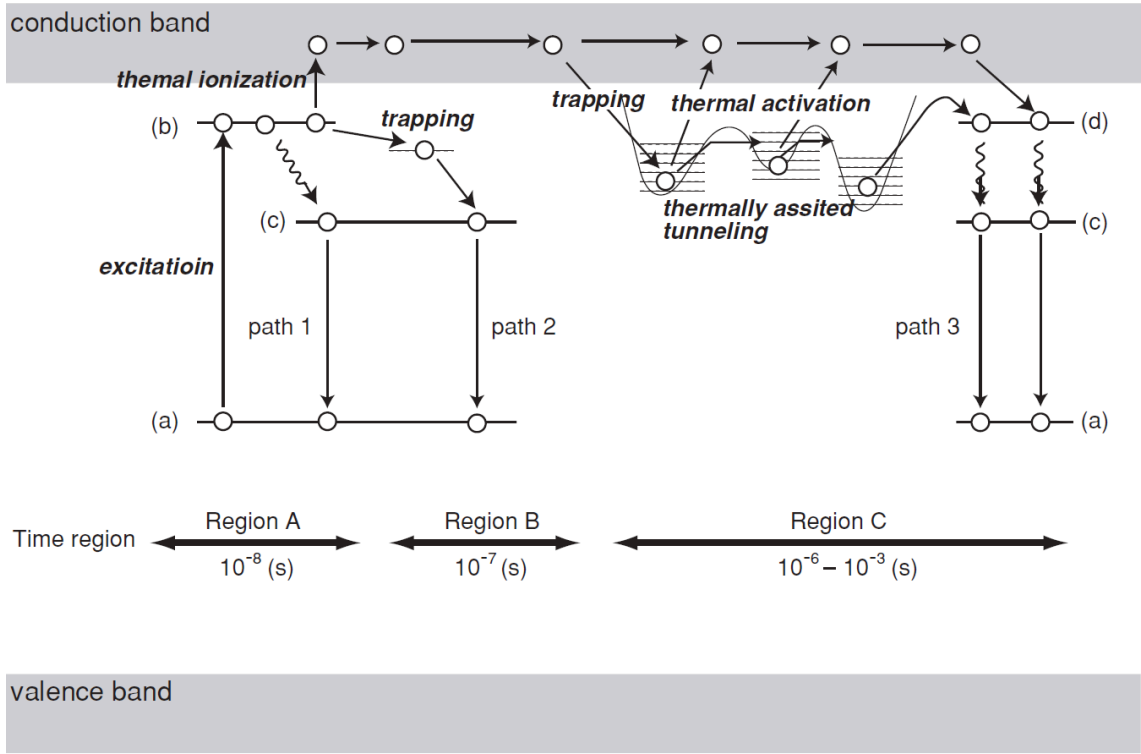 conduction band
themal ionization
trapping
trapping
thermal activation
(b)
(d)
(c)
thermally assited
tunneling
(c)
excitatioin
path 1
path 2
path 3
(a)
(a)
Time region
Region A
Region B
Region C
10⁻⁸ (s)
10⁻⁷ (s)
10⁻⁶ – 10⁻³ (s)
valence band